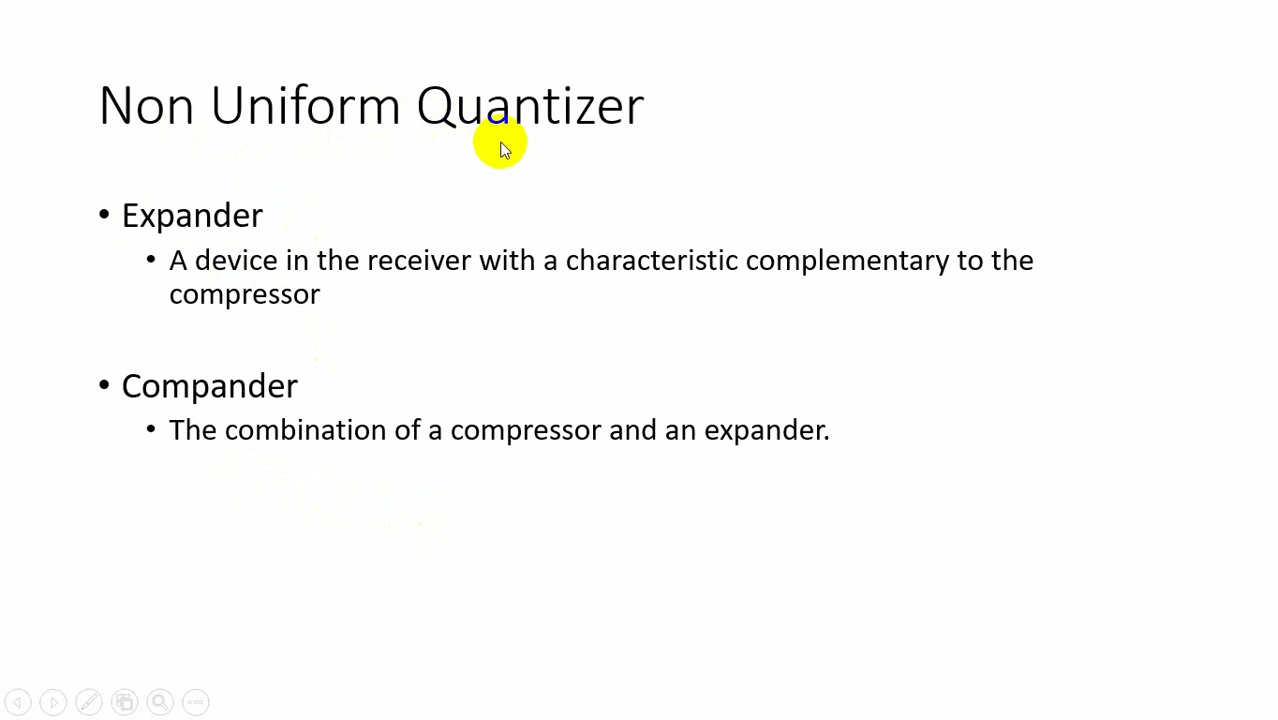 Non Uniform Quantizer
• Expander
• A device in the receiver with a characteristic complementary to the
compressor
• Compander
• The combination of a compressor and an expander.